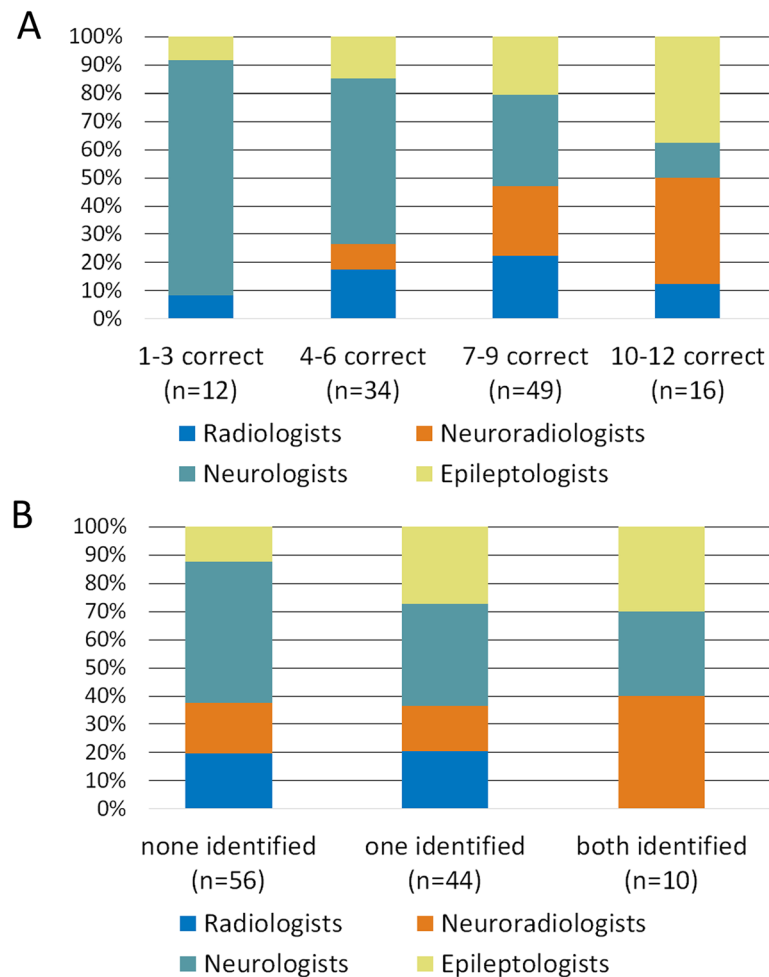 A
100%
90%
80%
70%
60%
50%
40%
30%
20%
10%
0%
1-3 correct 4-6 correct 7-9 correct 10-12 correct
(n=12) (n=34) (n=49) (n=16)
Radiologists Neuroradiologists
Neurologists Epileptologists
B
100%
90%
80%
70%
60%
50%
40%
30%
20%
10%
0%
none identified one identified both identified
(n=56) (n=44) (n=10)
Radiologists Neuroradiologists
Neurologists Epileptologists